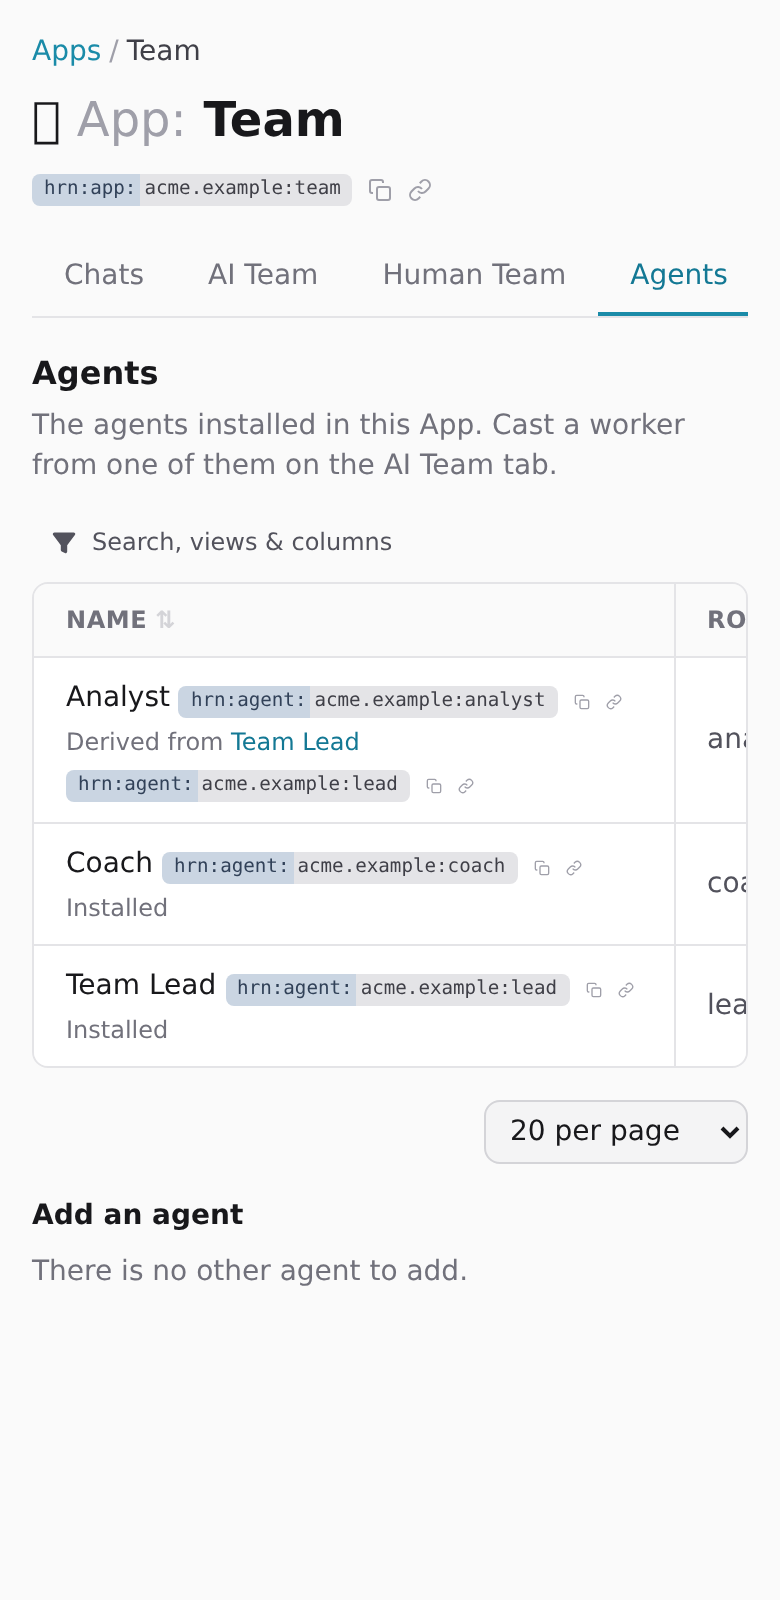 Apps / Team
App: Team
hrn:app: acme.example:team
Chats AI Team Human Team Agents
Agents
The agents installed in this App. Cast a worker
from one of them on the AI Team tab.
Search, views & columns
NAME ⇅ RO
Analyst hrn:agent: acme.example:analyst
Derived from Team Lead
hrn:agent: acme.example:lead
ana
Coach hrn:agent: acme.example:coach
Installed
coa
Team Lead hrn:agent: acme.example:lead
Installed
lea
20 per page
Add an agent
There is no other agent to add.